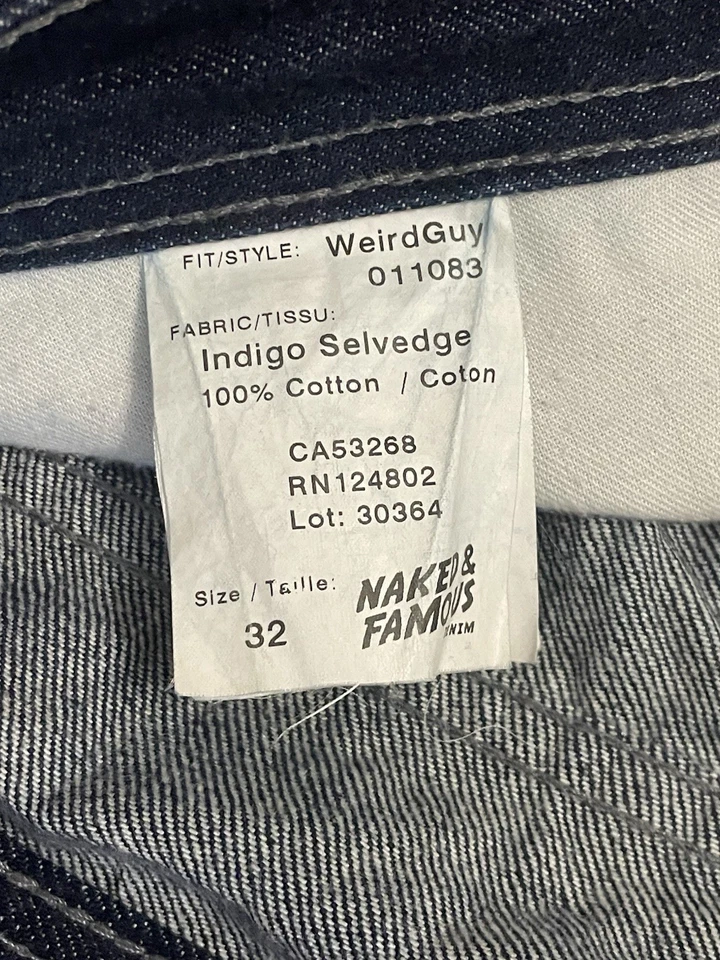 FIT/STYLE: WeirdGuy
011083
FABRIC/TISSU:
Indigo Selvedge
100% Cotton / Coton
CA53268
RN124802
Lot: 30364
Size / Taille:
32
NAKED &
FAMOUS